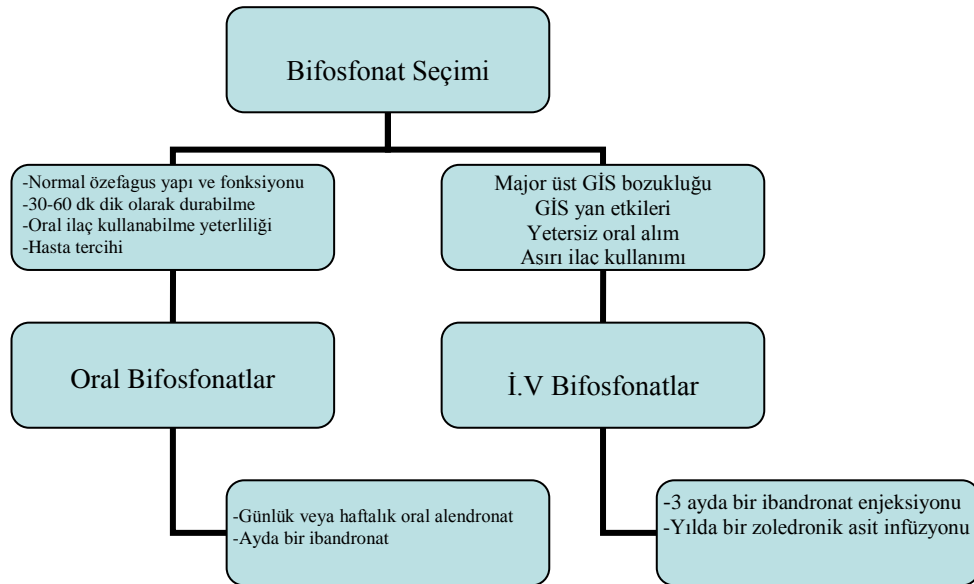 Bifosfonat Seçimi
-Normal özefagus yapı ve fonksiyonu
-30-60 dk dik olarak durabilme
-Oral ilaç kullanabilme yeterliliği
-Hasta tercihi
Major üst GİS bozukluğu
GİS yan etkileri
Yetersiz oral alım
Asırı ilaç kullanımı
Oral Bifosfonatlar
İ.V Bifosfonatlar
-Günlük veya haftalık oral alendronat
-Ayda bir ibandronat
-3 ayda bir ibandronat enjeksiyonu
-Yılda bir zoledronik asit infüzyonu